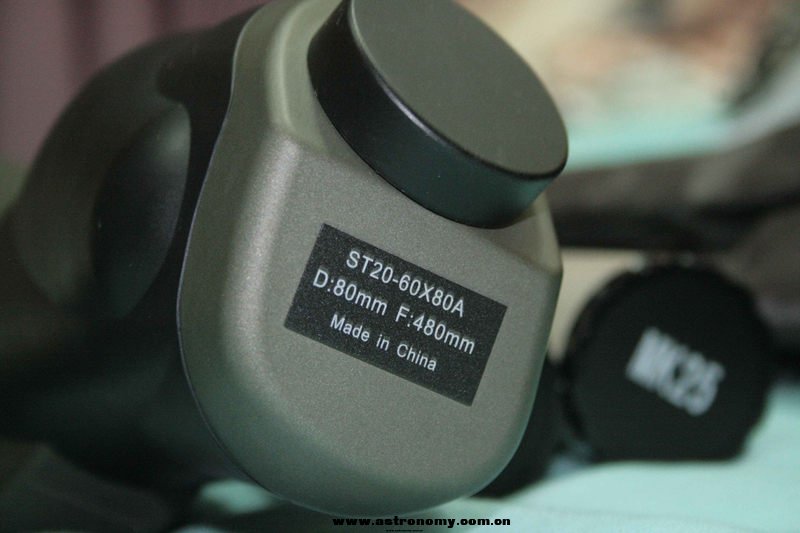 ST20-60X80A
D:80mm F:480mm
Made in China
MK25
www.astronomy.com.cn